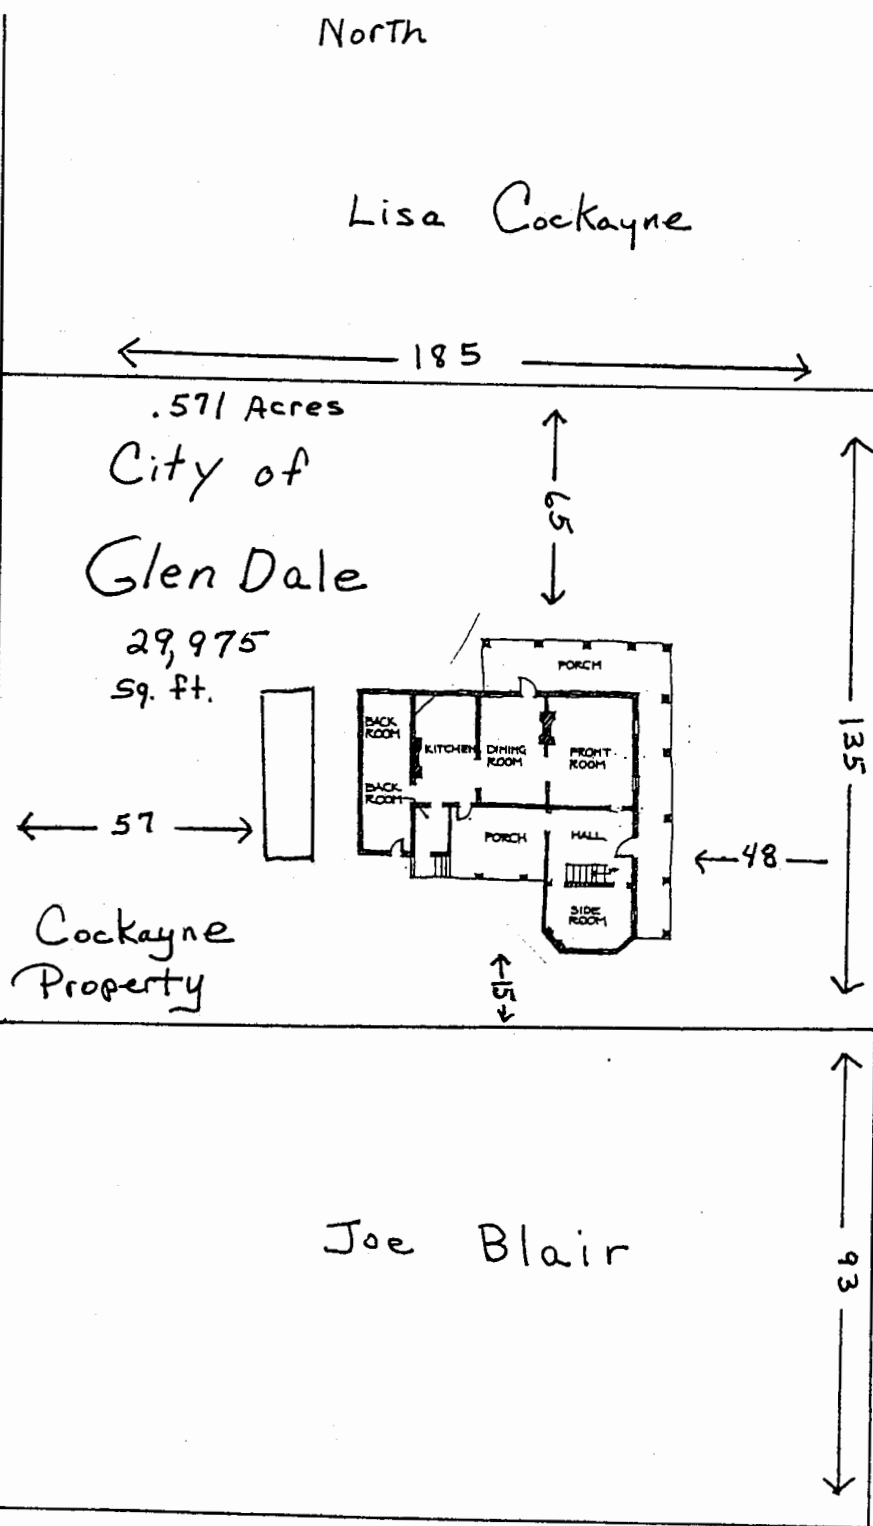 North
Lisa Cockayne
185
.571 Acres
City of
Glen Dale
29,975
Sq. ft.
65
135
PORCH
BACK
ROOM
KITCHEN
DINING
ROOM
FRONT
ROOM
BACK
ROOM
57
PORCH
HALL
48
SIDE
ROOM
Cockayne
Property
15
Joe Blair
93